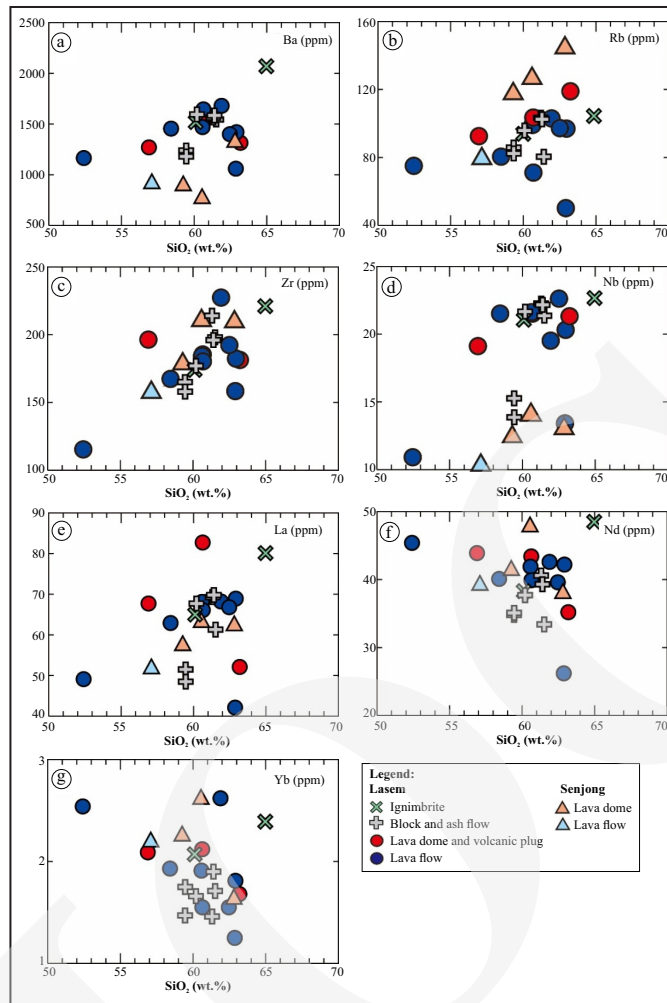 2500
2000
1500
1000
500
a
Ba (ppm)
50 55 60 65 70
SiO₂ (wt.%)
160
120
80
40
b
Rb (ppm)
50 55 60 65 70
SiO₂ (wt.%)
250
200
150
100
c
Zr (ppm)
50 55 60 65 70
SiO₂ (wt.%)
25
20
15
10
d
Nb (ppm)
50 55 60 65 70
SiO₂ (wt.%)
90
80
70
60
50
40
e
La (ppm)
50 55 60 65 70
SiO₂ (wt.%)
50
40
30
20
f
Nd (ppm)
50 55 60 65 70
SiO₂ (wt.%)
3
2
1
g
Yb (ppm)
50 55 60 65 70
SiO₂ (wt.%)
Legend:
Lasem
Ignimbrite
Block and ash flow
Lava dome and volcanic plug
Lava flow
Senjong
Lava dome
Lava flow